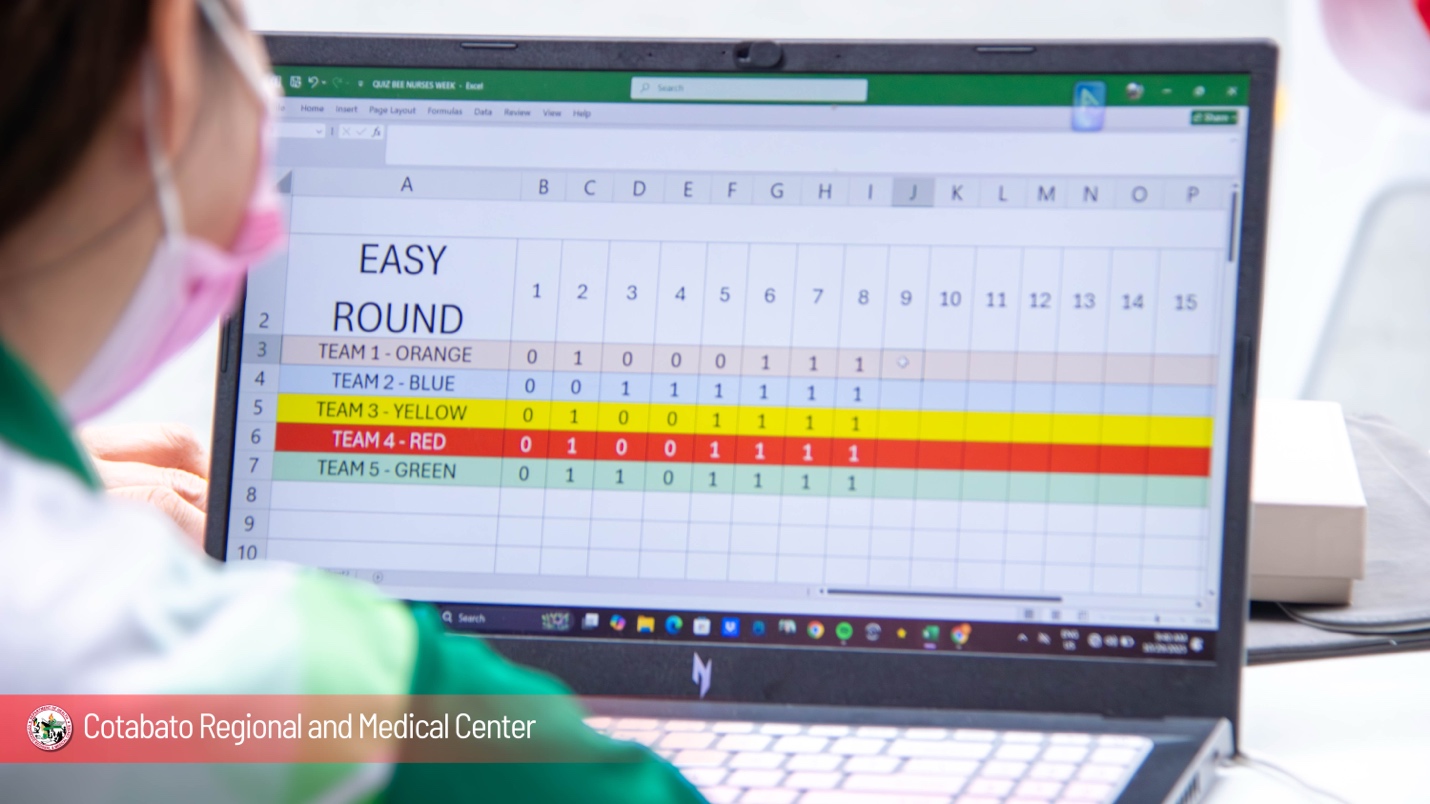 QUIZ BEE NURSES WEEK - Excel
Search
Home Insert Page Layout Formulas Data Review View Help
Share
fx
A B C D E F G H I J K L M N O P
EASY
ROUND
1 2 3 4 5 6 7 8 9 10 11 12 13 14 15
2
3 TEAM 1 - ORANGE 0 1 0 0 0 1 1 1
4 TEAM 2 - BLUE 0 0 1 1 1 1 1 1
5 TEAM 3 - YELLOW 0 1 0 0 1 1 1 1
6 TEAM 4 - RED 0 1 0 0 1 1 1 1
7 TEAM 5 - GREEN 0 1 1 0 1 1 1 1
8
9
10
Search
ENG
US
Cotabato Regional and Medical Center